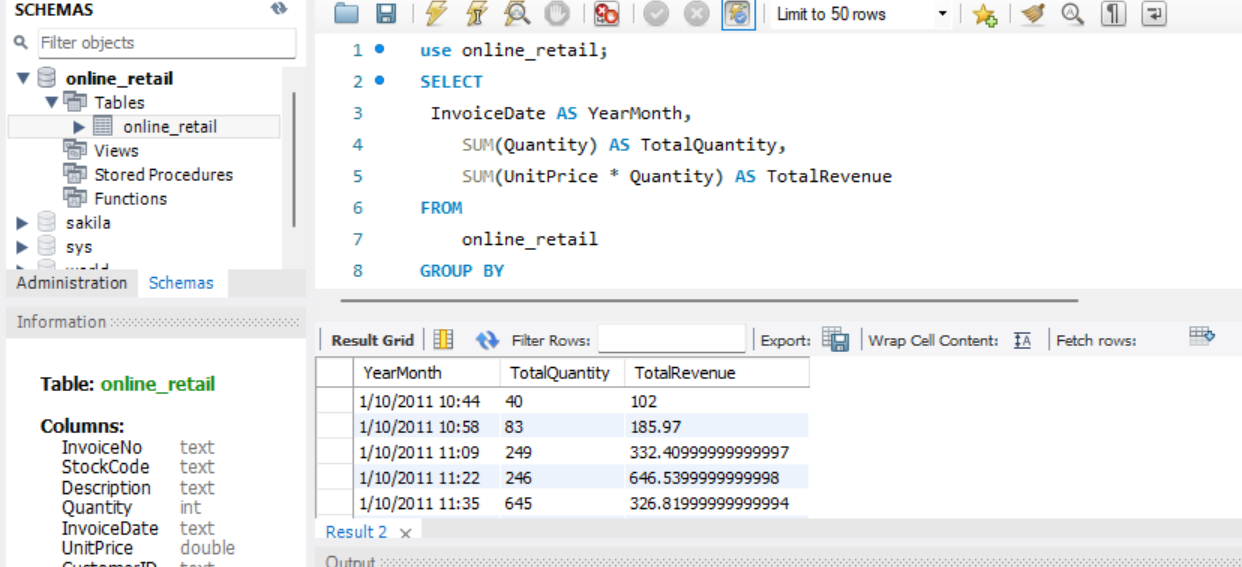 SCHEMAS
Filter objects
online_retail
Tables
online_retail
Views
Stored Procedures
Functions
sakila
sys
Administration Schemas
Information
Table: online_retail
Columns:
InvoiceNo text
StockCode text
Description text
Quantity int
InvoiceDate text
UnitPrice double
CustomerID text
Limit to 50 rows
1 use online_retail;
2 SELECT
3 InvoiceDate AS YearMonth,
4 SUM(Quantity) AS TotalQuantity,
5 SUM(UnitPrice * Quantity) AS TotalRevenue
6 FROM
7 online_retail
8 GROUP BY
Result Grid Filter Rows: Export: Wrap Cell Content: Fetch rows:
YearMonth TotalQuantity TotalRevenue
1/10/2011 10:44 40 102
1/10/2011 10:58 83 185.97
1/10/2011 11:09 249 332.40999999999997
1/10/2011 11:22 246 646.5399999999998
1/10/2011 11:35 645 326.81999999999994
Result 2
Output